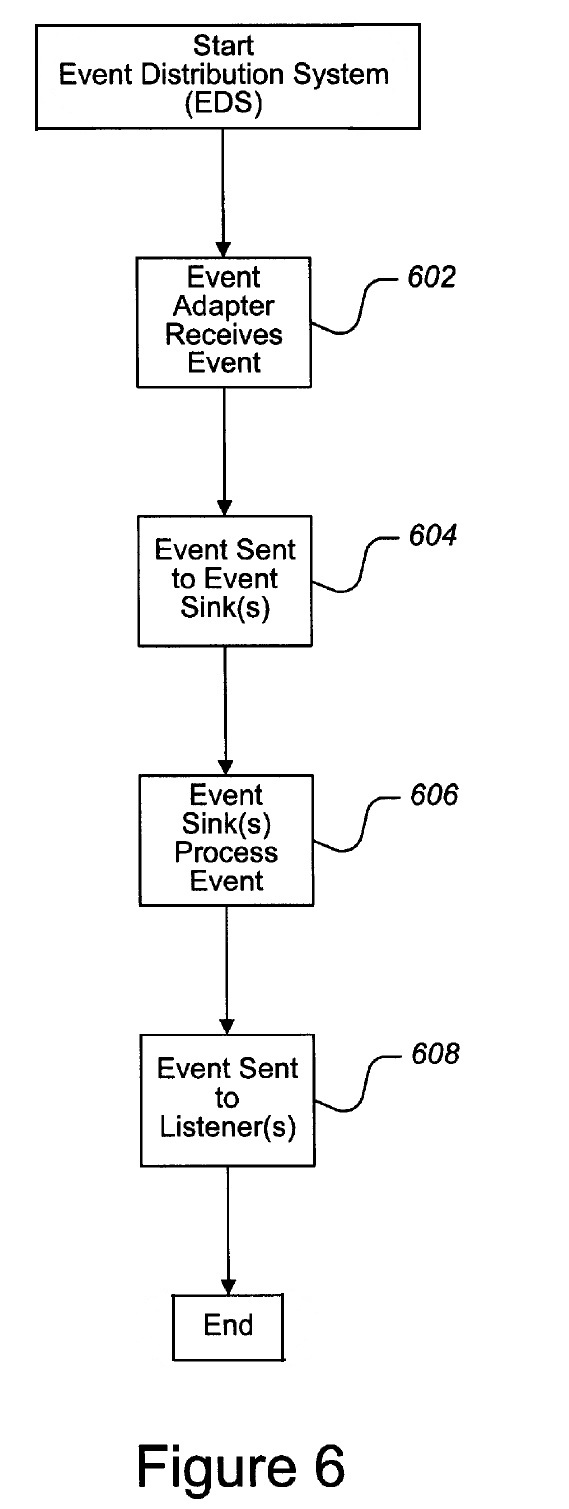 Start
Event Distribution System
(EDS)
Event
Adapter
Receives
Event
602
Event Sent
to Event
Sink(s)
604
Event
Sink(s)
Process
Event
606
Event Sent
to
Listener(s)
608
End
Figure 6